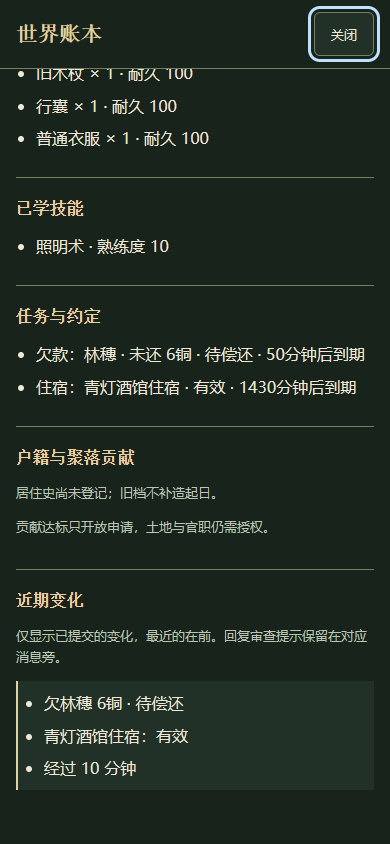 世界账本
关闭
旧木杖 × 1 · 耐久 100
行囊 × 1 · 耐久 100
普通衣服 × 1 · 耐久 100
已学技能
照明术 · 熟练度 10
任务与约定
欠款：林穗 · 未还 6铜 · 待偿还 · 50分钟后到期
住宿：青灯酒馆住宿 · 有效 · 1430分钟后到期
户籍与聚落贡献
居住史尚未登记；旧档不补造起日。
贡献达标只开放申请，土地与官职仍需授权。
近期变化
仅显示已提交的变化，最近的在前。回复审查提示保留在对应
消息旁。
欠林穗 6铜 · 待偿还
青灯酒馆住宿：有效
经过 10 分钟